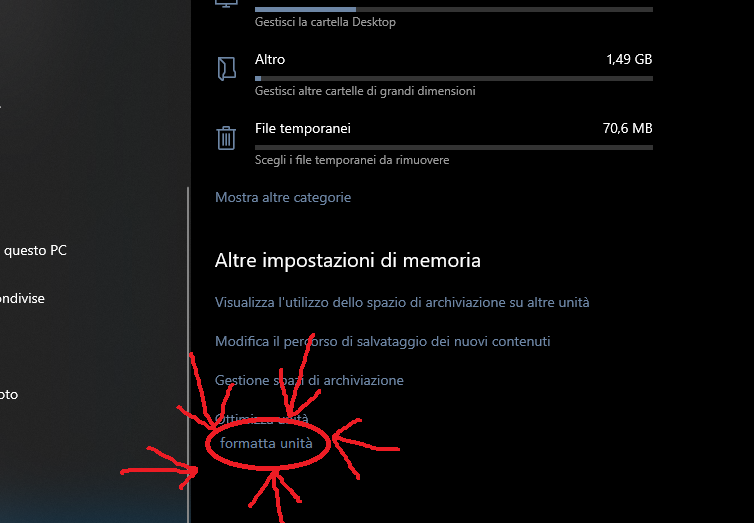 Gestisci la cartella Desktop
Altro 1,49 GB
Gestisci altre cartelle di grandi dimensioni
File temporanei 70,6 MB
Scegli i file temporanei da rimuovere
Mostra altre categorie
questo PC
Altre impostazioni di memoria
ondivise
Visualizza l'utilizzo dello spazio di archiviazione su altre unità
Modifica il percorso di salvataggio dei nuovi contenuti
Gestione spazi di archiviazione
oto
Ottimizza unità
formatta unità